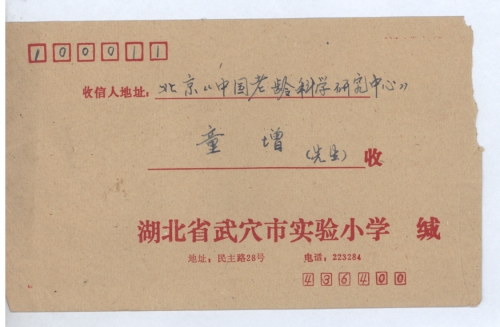 100011
收信人地址：北京《中国老龄科学研究中心》
童增（先生）收
湖北省武穴市实验小学 缄
地址：民主路28号 电话：223284
436400